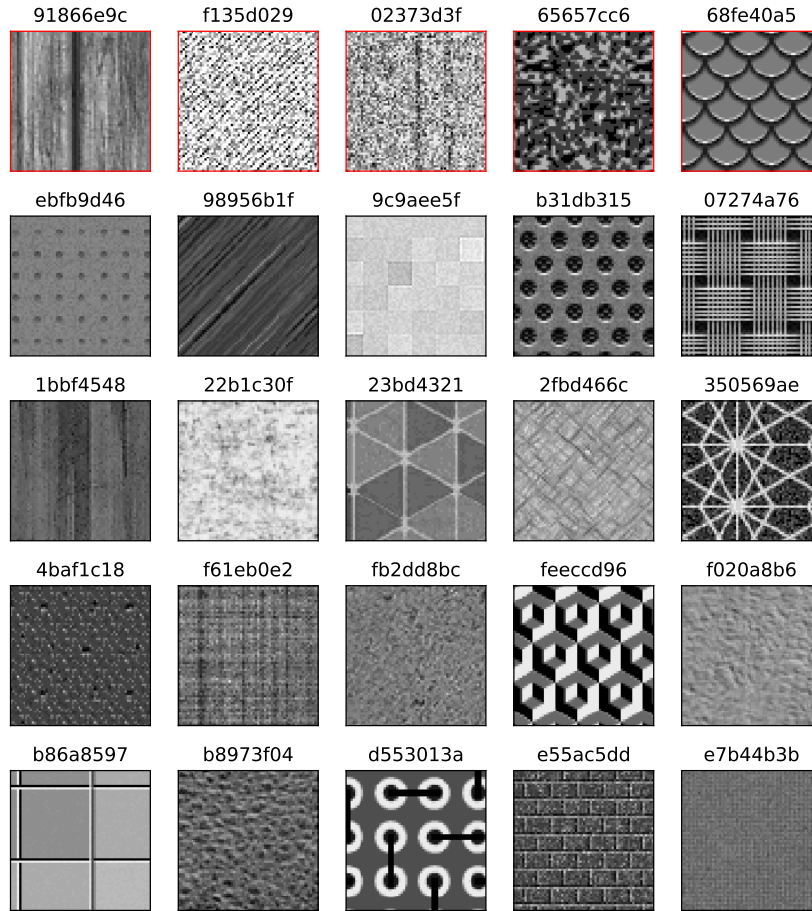 91866e9c f135d029 02373d3f 65657cc6 68fe40a5
ebfb9d46 98956b1f 9c9aee5f b31db315 07274a76
1bbf4548 22b1c30f 23bd4321 2fbd466c 350569ae
4baf1c18 f61eb0e2 fb2dd8bc feeccd96 f020a8b6
b86a8597 b8973f04 d553013a e55ac5dd e7b44b3b